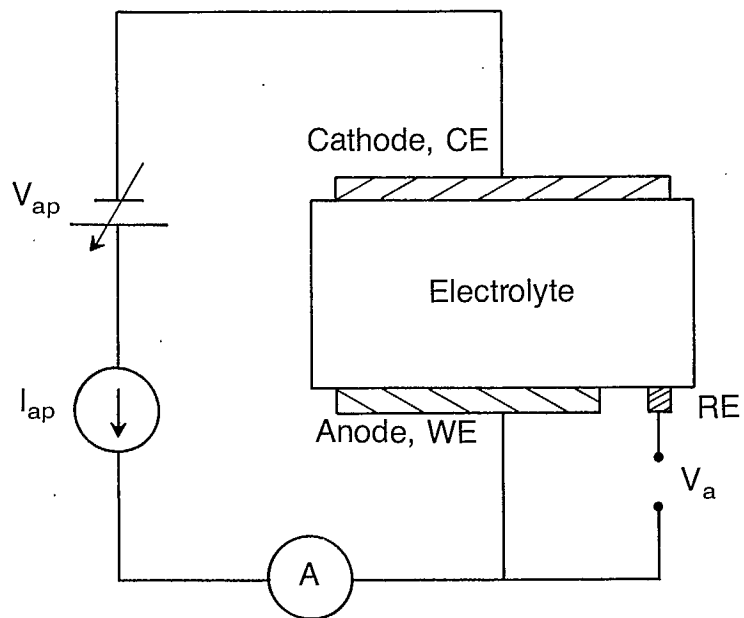 Cathode, CE
V_ap
Electrolyte
I_ap
Anode, WE
RE
V_a
A